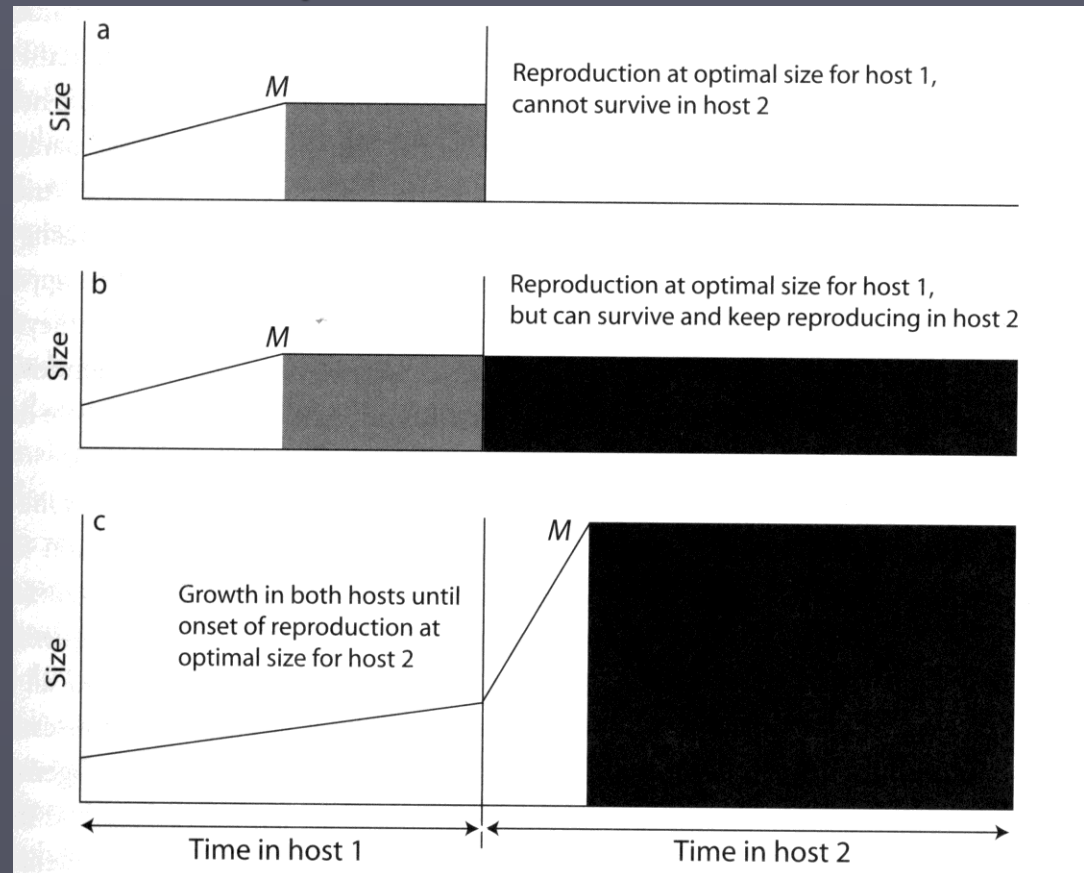 a
Size
M
Reproduction at optimal size for host 1,
cannot survive in host 2
b
Size
M
Reproduction at optimal size for host 1,
but can survive and keep reproducing in host 2
c
Size
M
Growth in both hosts until
onset of reproduction at
optimal size for host 2
Time in host 1
Time in host 2